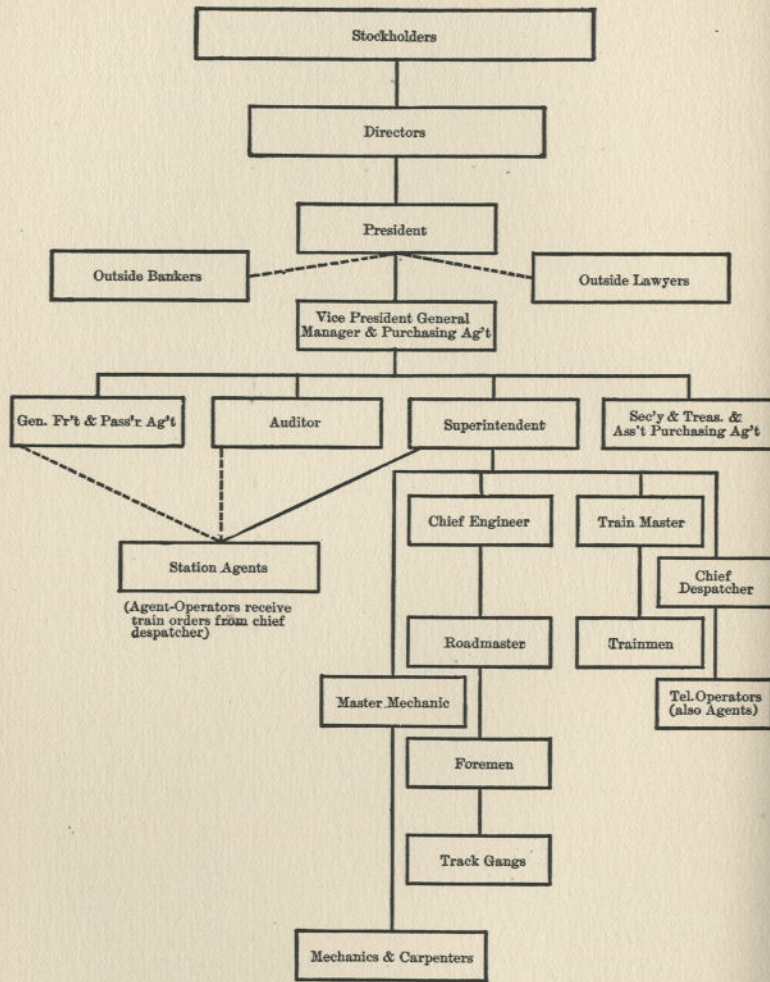 Stockholders
Directors
President
Outside Bankers
Outside Lawyers
Vice President General
Manager & Purchasing Ag't
Gen. Fr't & Pass'r Ag't
Auditor
Superintendent
Sec'y & Treas. &
Ass't Purchasing Ag't
Chief Engineer
Train Master
Station Agents
Chief
Despatcher
(Agent-Operators receive
train orders from chief
despatcher)
Roadmaster
Trainmen
Master Mechanic
Tel.Operators
(also Agents)
Foremen
Track Gangs
Mechanics & Carpenters